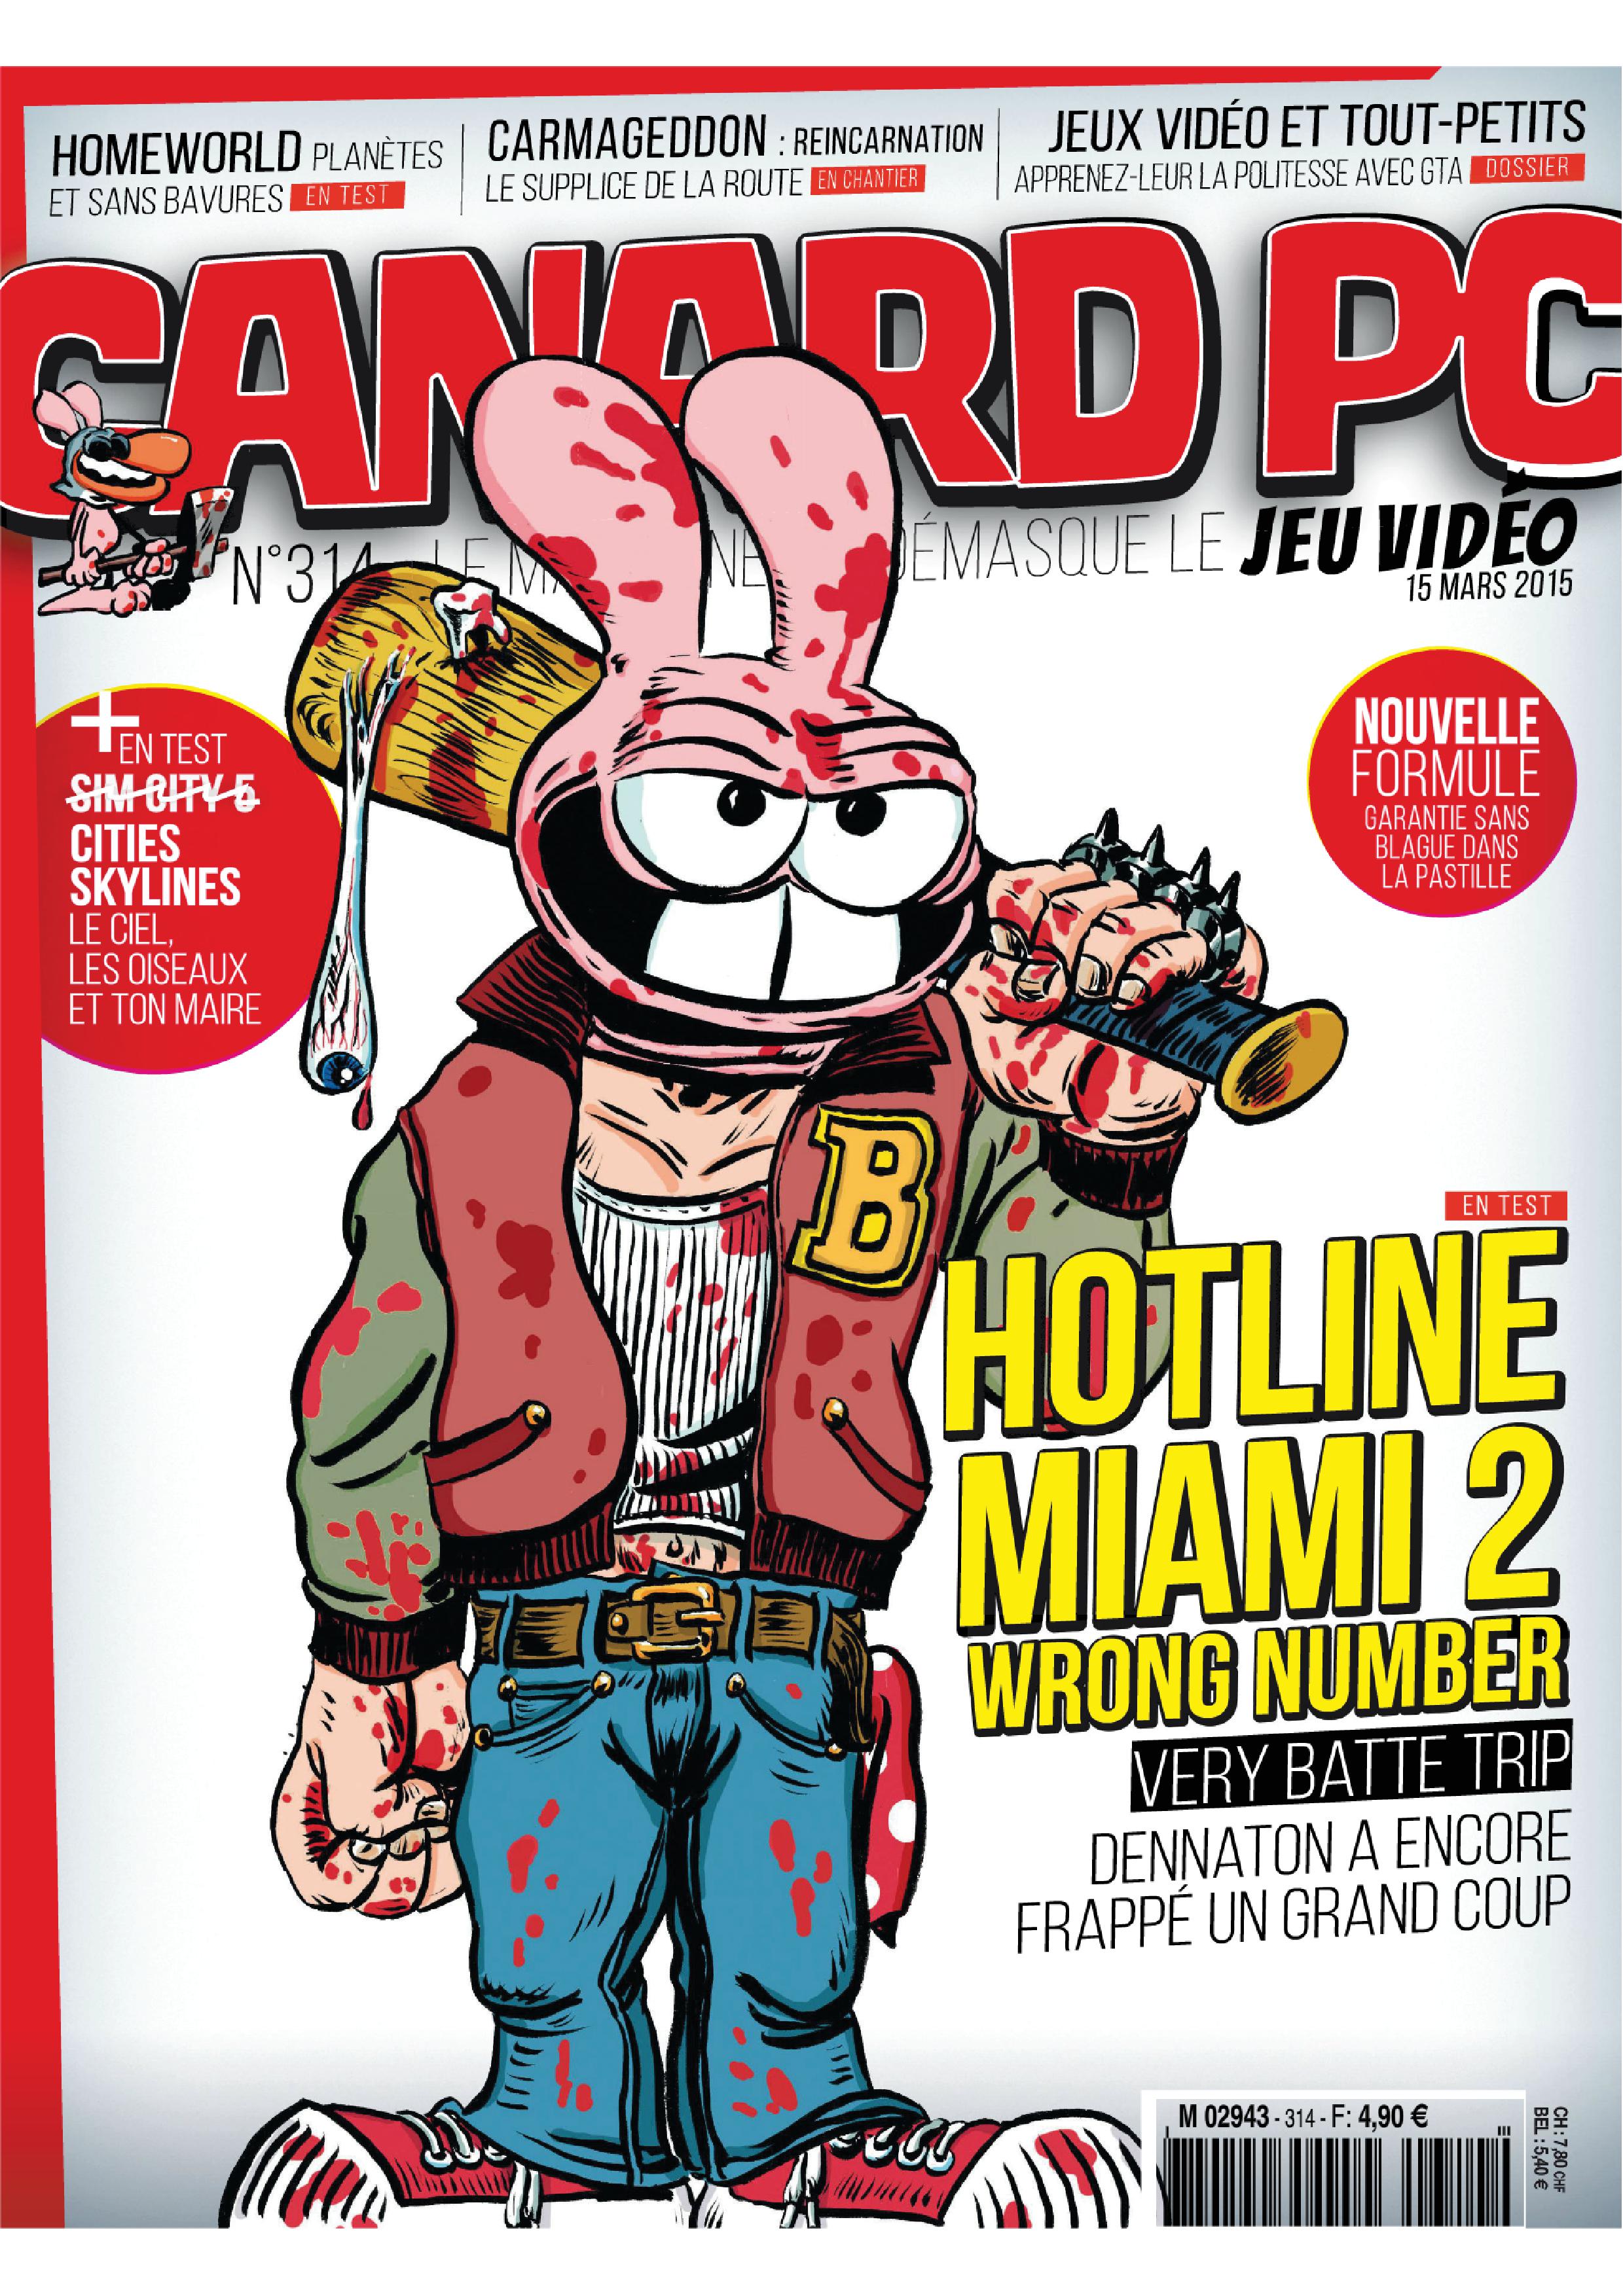 HOMEWORLD PLANÈTES
ET SANS BAVURES EN TEST
CARMAGEDDON : REINCARNATION
LE SUPPLICE DE LA ROUTE EN CHANTIER
JEUX VIDÉO ET TOUT-PETITS
APPRENEZ-LEUR LA POLITESSE AVEC GTA DOSSIER
CANARD PC
N°314 LE DÉMASQUE LE JEU VIDÉO
15 MARS 2015
+ EN TEST
SIM CITY 5
CITIES
SKYLINES
LE CIEL,
LES OISEAUX
ET TON MAIRE
NOUVELLE
FORMULE
GARANTIE SANS
BLAGUE DANS
LA PASTILLE
B
EN TEST
HOTLINE
MIAMI 2
WRONG NUMBER
VERY BATTE TRIP
DENNATON A ENCORE
FRAPPÉ UN GRAND COUP
M 02943 - 314 - F: 4,90 €
CH : 7,80 CHF
BEL : 5,40 €